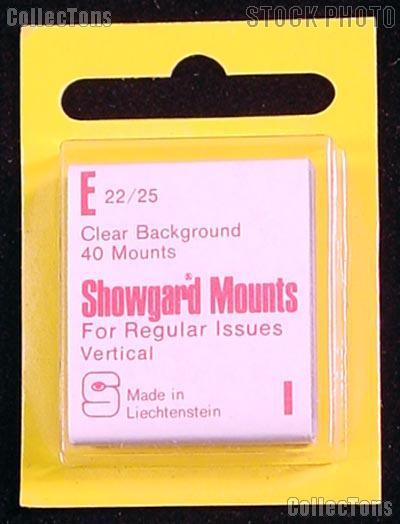 CollecTons
STOCK PHOTO
E 22/25
Clear Background
40 Mounts
Showgard® Mounts
For Regular Issues
Vertical
S Made in
Liechtenstein
CollecTons
CollecTons